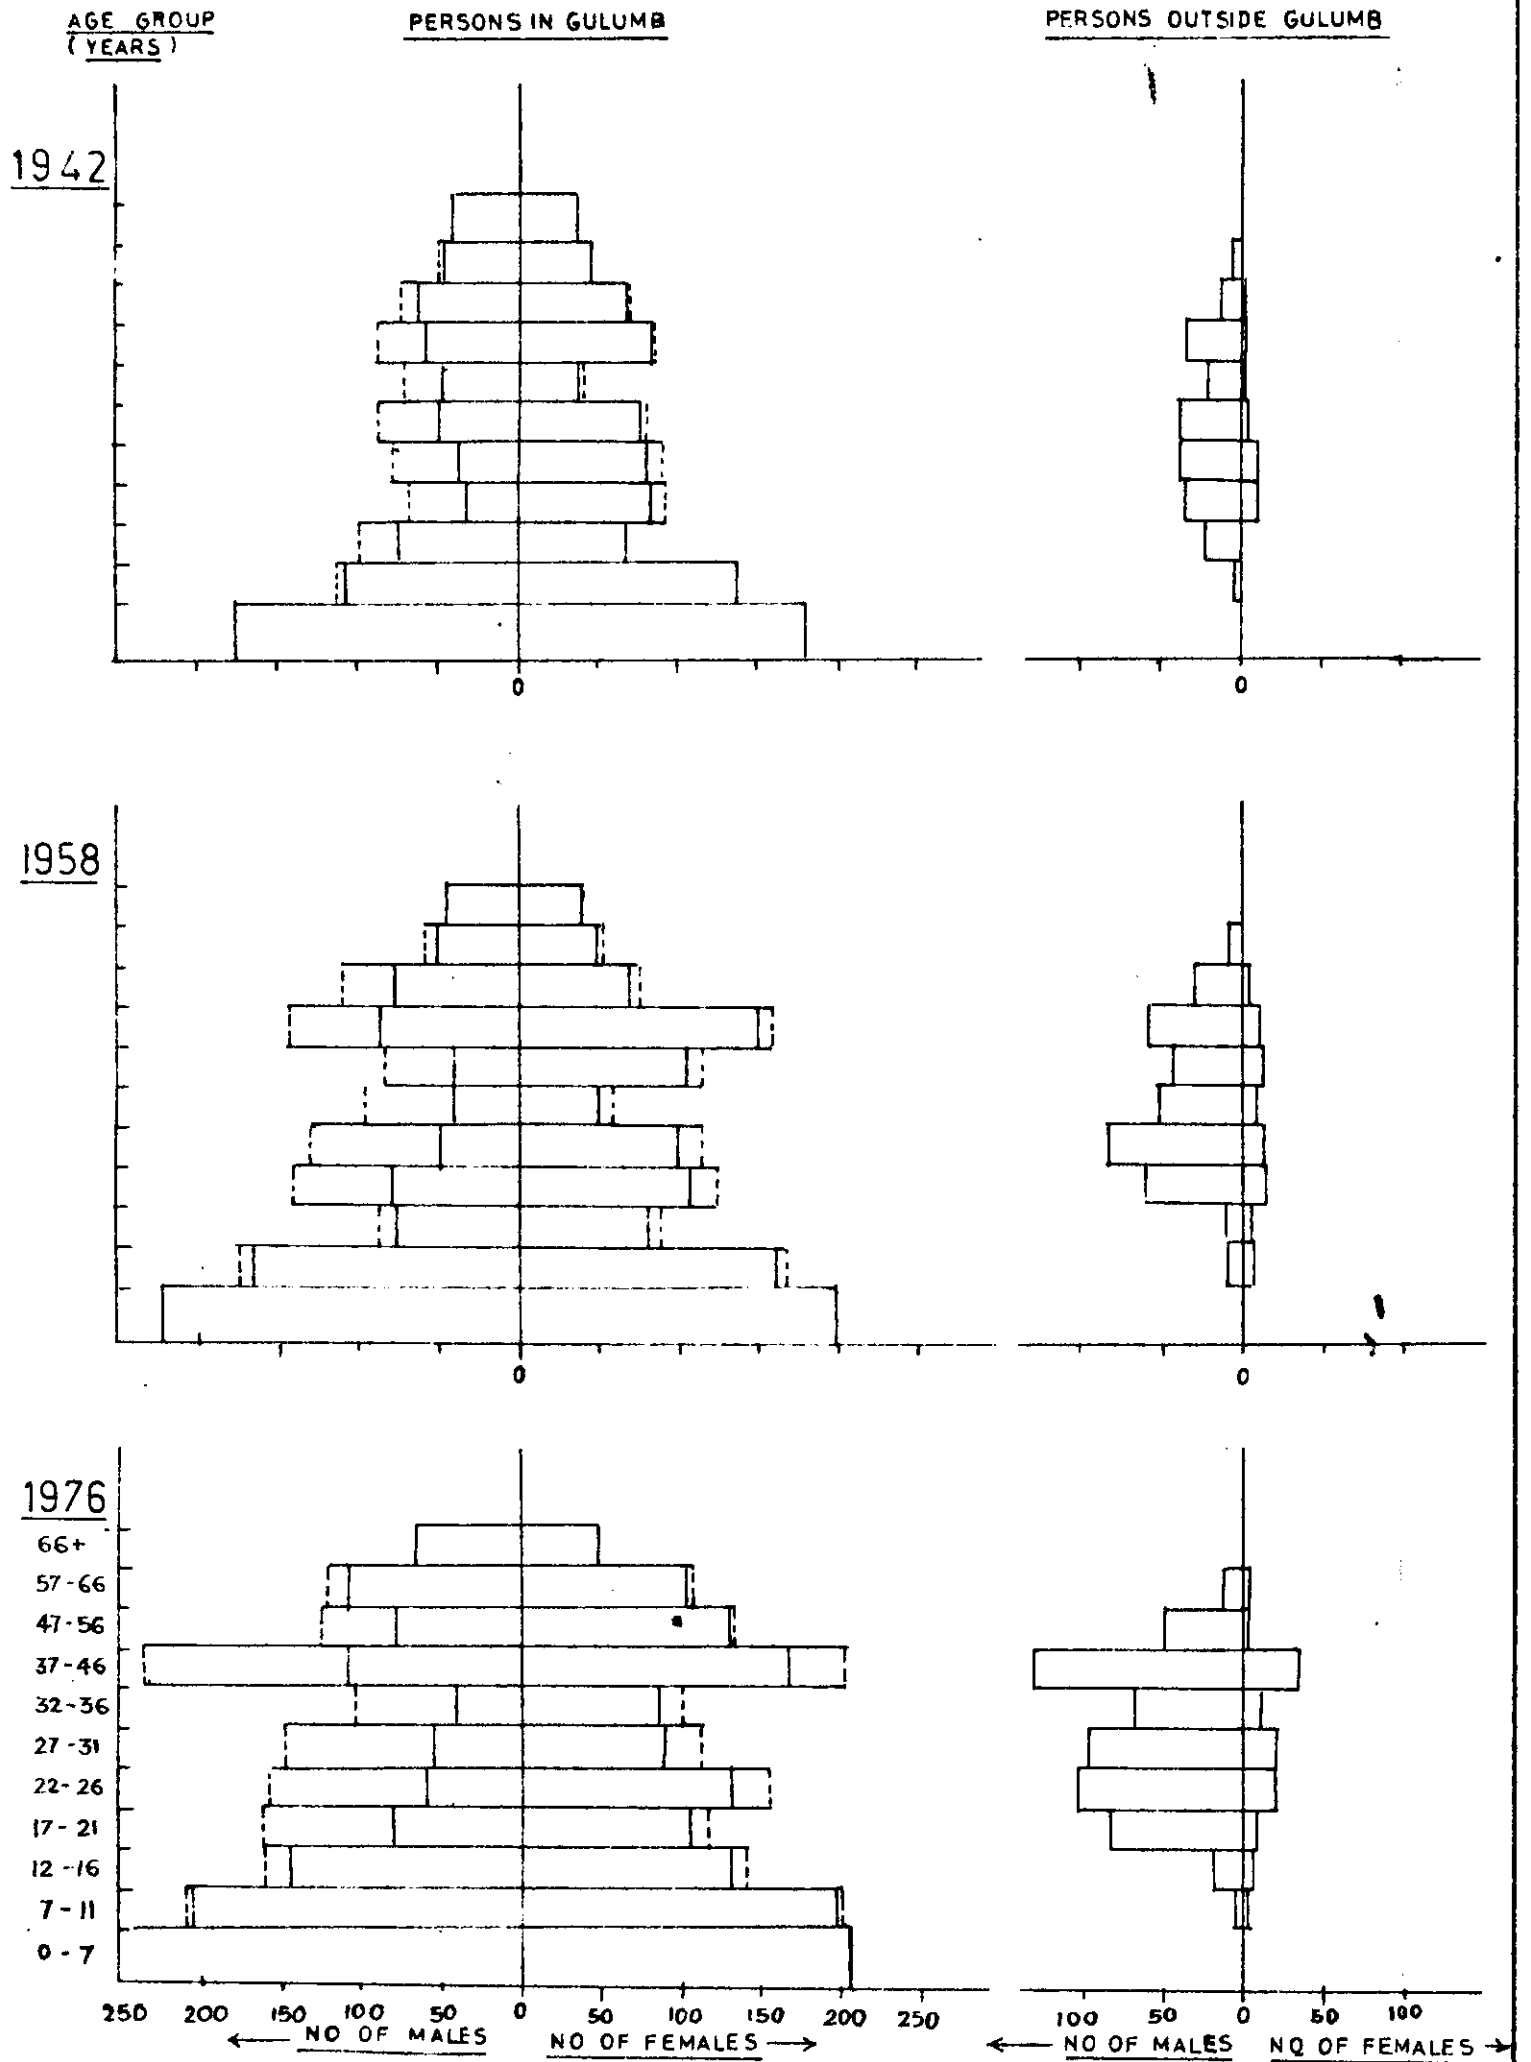 AGE GROUP
(YEARS)
PERSONS IN GULUMB
PERSONS OUTSIDE GULUMB
1942
0
0
1958
0
0
1976
66+
57-66
47-56
37-46
32-36
27-31
22-26
17-21
12-16
7-11
0-7
250 200 150 100 50 0 50 100 150 200 250
100 50 0 50 100
← NO OF MALES NO OF FEMALES →
← NO OF MALES NO OF FEMALES →